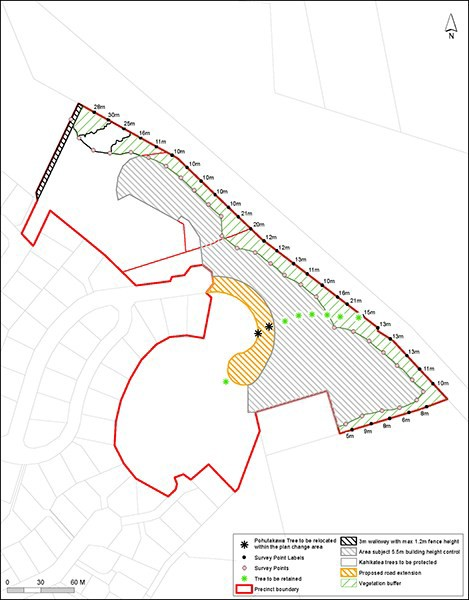 N
28m
30m
25m
16m
11m
10m
10m
10m
10m
10m
21m
20m
12m
12m
13m
11m
10m
16m
21m
15m
13m
13m
11m
11m
10m
8m
6m
9m
5m
Pohutakawa Tree to be relocated
within the plan change area
Survey Point Labels
Survey Points
Tree to be retained
Precinct boundary
3m walkway with max 1.2m fence height
Area subject 5.5m building height control
Kahikatea trees to be protected
Proposed road extension
Vegetation buffer
0 30 60 M